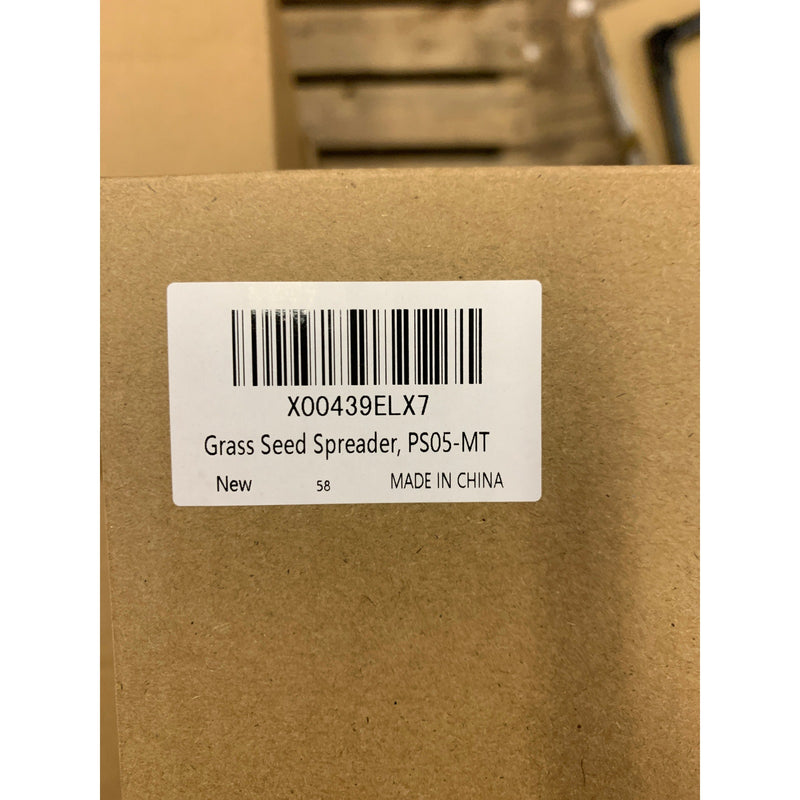 X00439ELX7
Grass Seed Spreader, PS05-MT
New 58 MADE IN CHINA